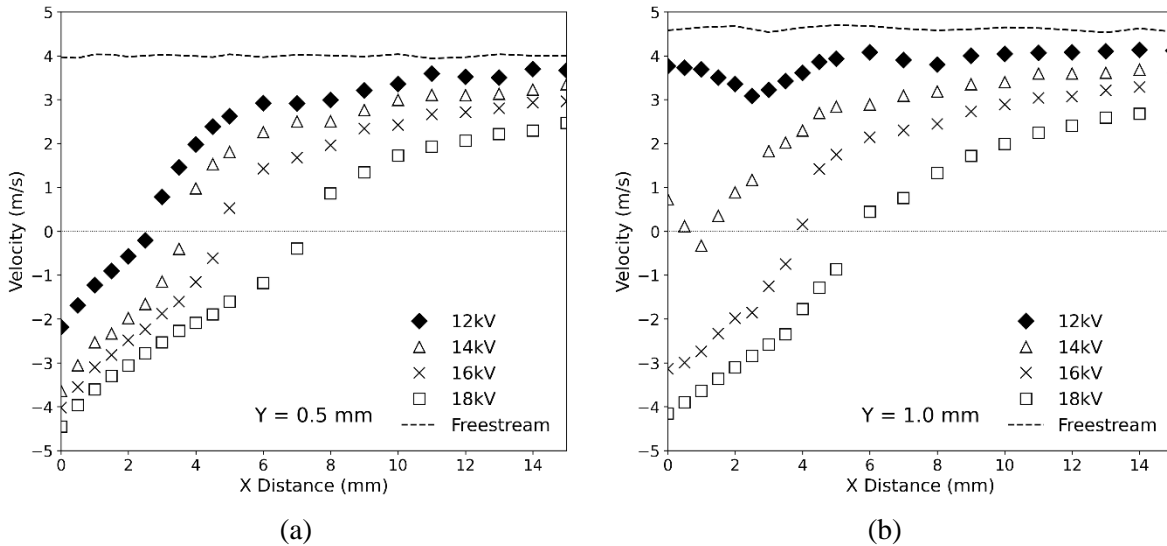 5
4
3
2
1
0
−1
−2
−3
−4
−5
Velocity (m/s)
12kV
14kV
16kV
18kV
Freestream
Y = 0.5 mm
0 2 4 6 8 10 12 14
X Distance (mm)
(a)
5
4
3
2
1
0
−1
−2
−3
−4
−5
Velocity (m/s)
12kV
14kV
16kV
18kV
Freestream
Y = 1.0 mm
0 2 4 6 8 10 12 14
X Distance (mm)
(b)